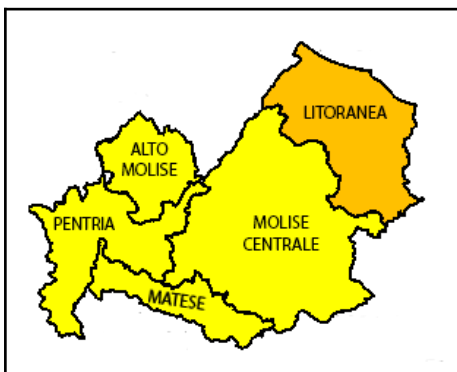 LITORANEA
ALTO
MOLISE
PENTRIA
MOLISE
CENTRALE
MATESE